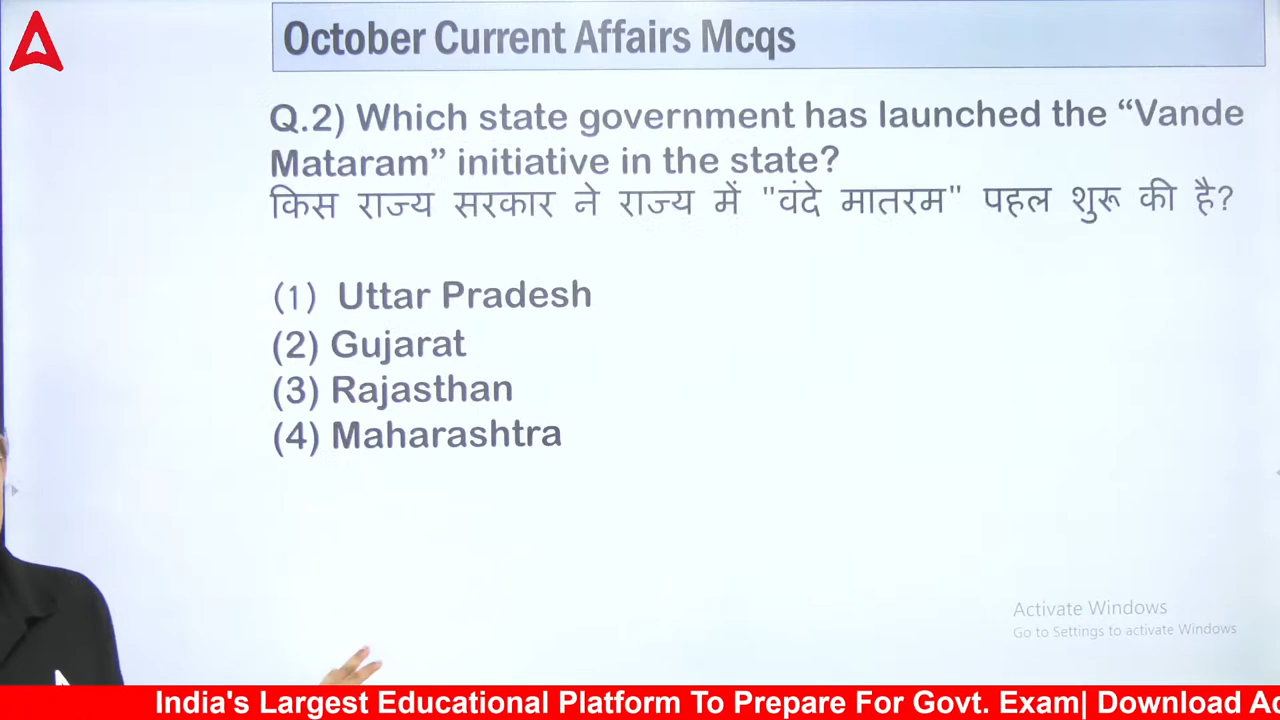 October Current Affairs Mcqs
Q.2) Which state government has launched the “Vande
Mataram” initiative in the state?
किस राज्य सरकार ने राज्य में "वंदे मातरम" पहल शुरू की है?
(1) Uttar Pradesh
(2) Gujarat
(3) Rajasthan
(4) Maharashtra
Activate Windows
Go to Settings to activate Windows
India's Largest Educational Platform To Prepare For Govt. Exam| Download Ad